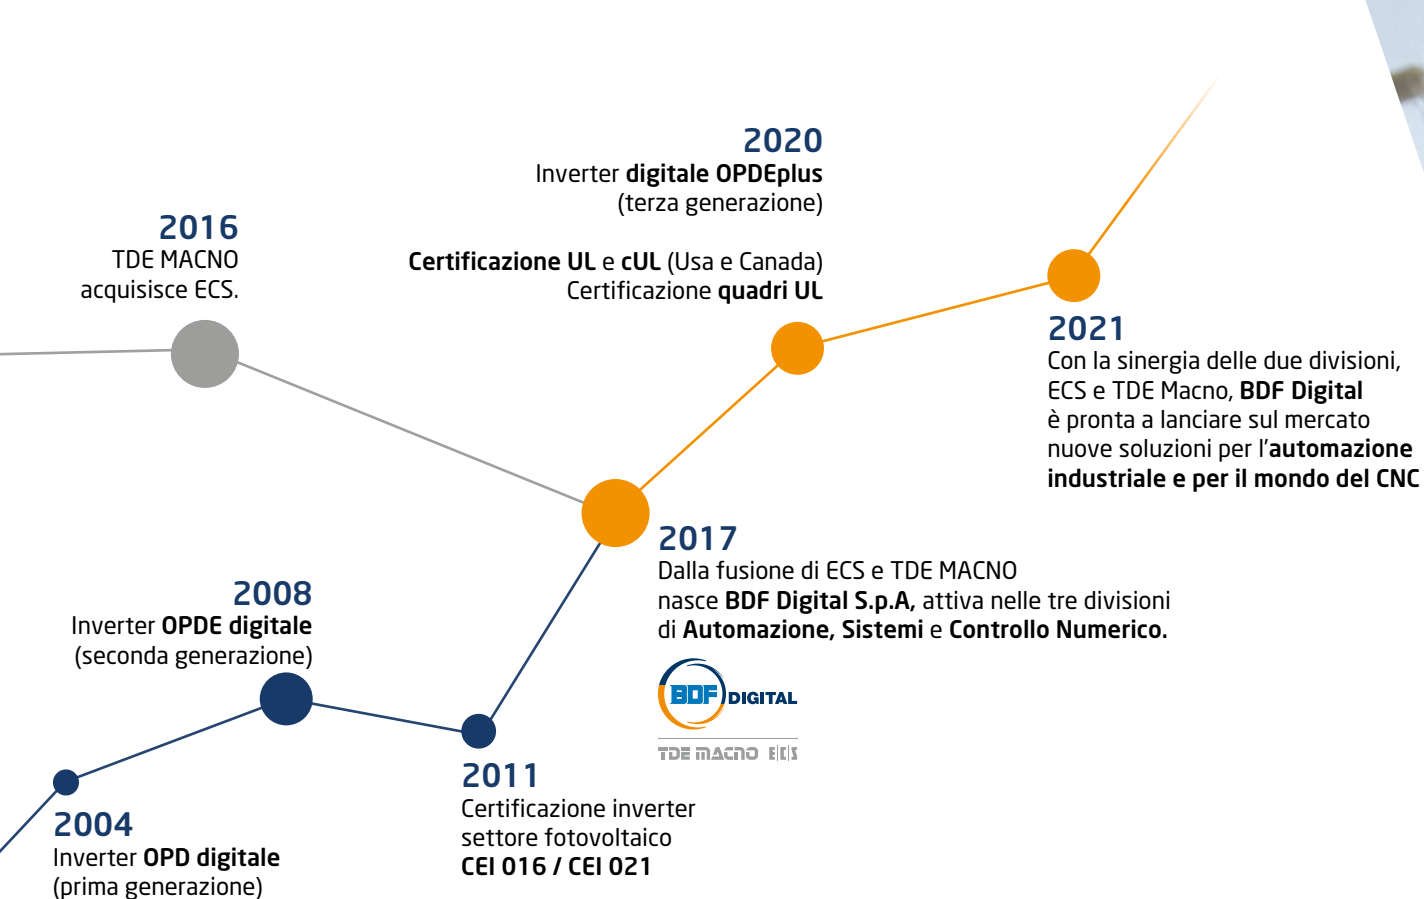 2020
Inverter digitale OPDEplus
(terza generazione)
Certificazione UL e cUL (Usa e Canada)
Certificazione quadri UL
2016
TDE MACNO
acquisisce ECS.
2021
Con la sinergia delle due divisioni,
ECS e TDE Macno, BDF Digital
è pronta a lanciare sul mercato
nuove soluzioni per l'automazione
industriale e per il mondo del CNC
2017
Dalla fusione di ECS e TDE MACNO
nasce BDF Digital S.p.A, attiva nelle tre divisioni
di Automazione, Sistemi e Controllo Numerico.
BDF DIGITAL
TDE MACNO ECS
2008
Inverter OPDE digitale
(seconda generazione)
2011
Certificazione inverter
settore fotovoltaico
CEI 016 / CEI 021
2004
Inverter OPD digitale
(prima generazione)